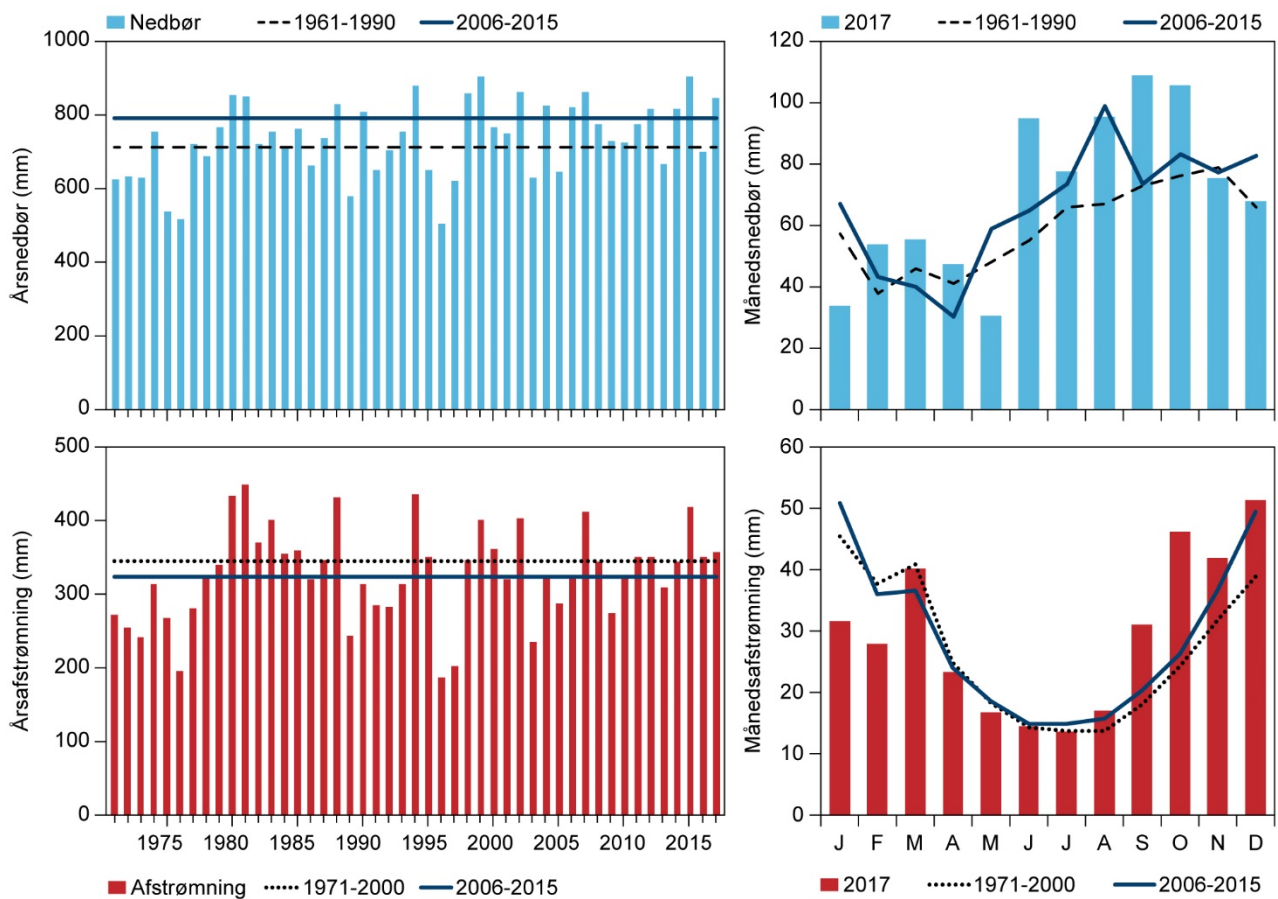 Nedbør 1961-1990 2006-2015
2017 1961-1990 2006-2015
Årsnedbør (mm)
1000
800
600
400
200
0
Månedsnedbør (mm)
120
100
80
60
40
20
0
Årsafstrømning (mm)
500
400
300
200
100
0
1975 1980 1985 1990 1995 2000 2005 2010 2015
Afstrømning 1971-2000 2006-2015
Månedsafstrømning (mm)
60
50
40
30
20
10
0
J F M A M J J A S O N D
2017 1971-2000 2006-2015